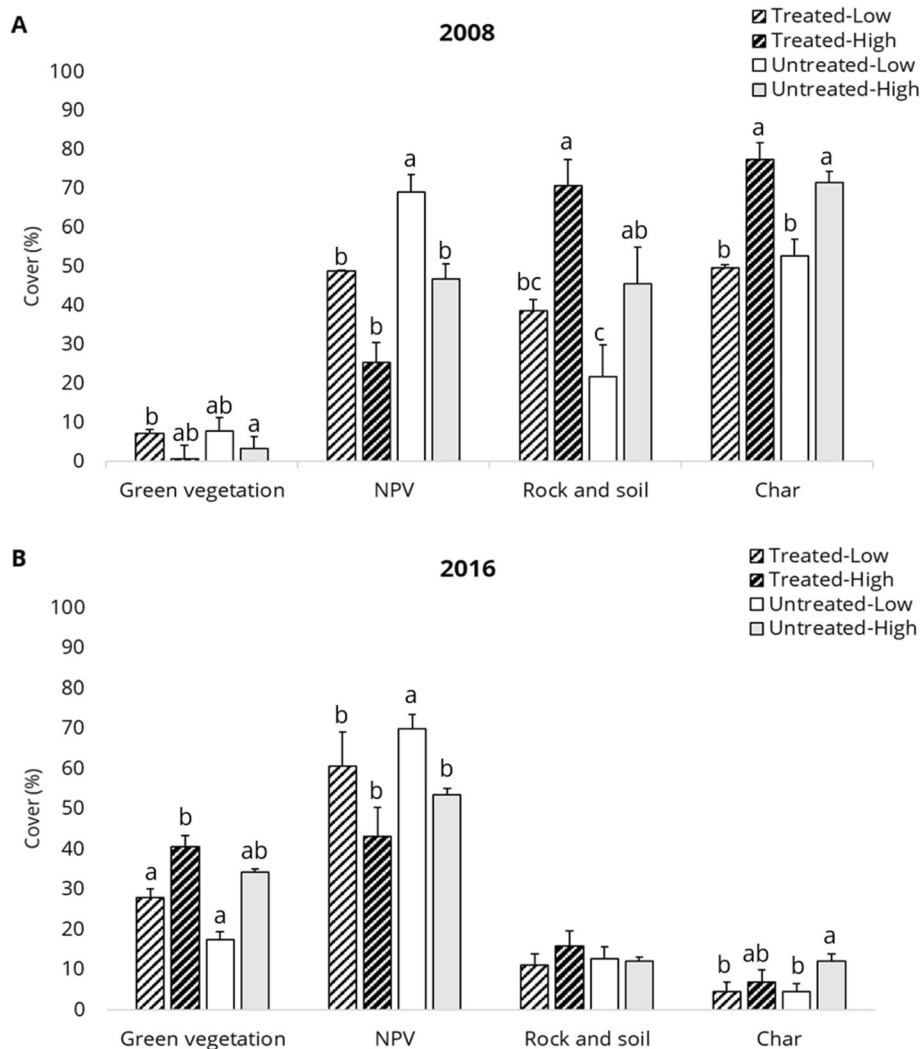 A
2008
Treated-Low
Treated-High
Untreated-Low
Untreated-High
Cover (%)
100
90
80
70
60
50
40
30
20
10
0
b ab ab a
b b a b
bc a c ab
b a b a
Green vegetation NPV Rock and soil Char
B
2016
Treated-Low
Treated-High
Untreated-Low
Untreated-High
Cover (%)
100
90
80
70
60
50
40
30
20
10
0
a b a ab
b b a b
b ab b a
Green vegetation NPV Rock and soil Char